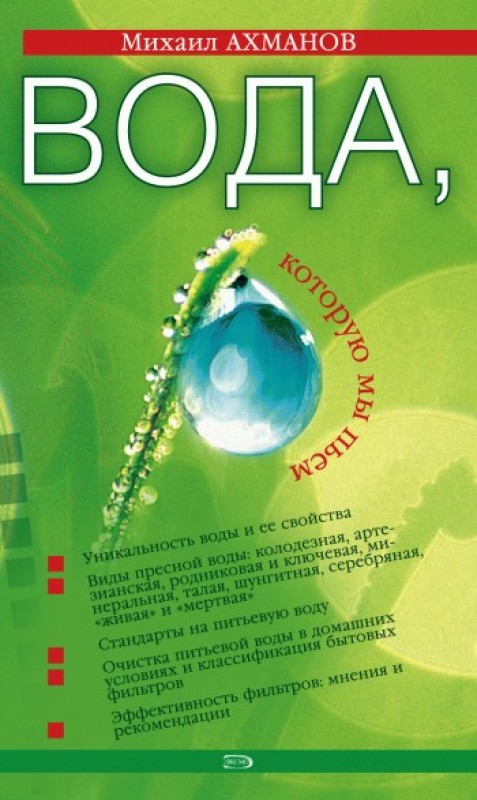 Михаил АХМАНОВ
ВОДА,
которую мы пьем
Уникальность воды и ее свойства
Виды пресной воды: колодезная, арте-
зианская, родниковая и ключевая, ми-
неральная, талая, шунгитная, серебряная,
«живая» и «мертвая»
Стандарты на питьевую воду
Очистка питьевой воды в домашних
условиях и классификация бытовых
фильтров
Эффективность фильтров: мнения и
рекомендации